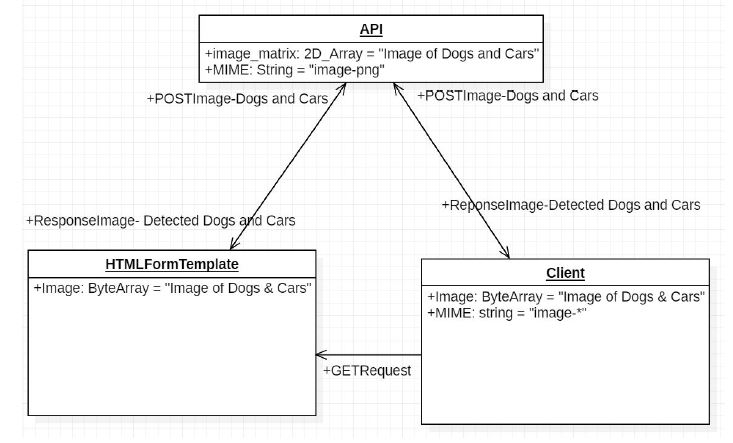 API
+image_matrix: 2D_Array = "Image of Dogs and Cars"
+MIME: String = "image-png"
+POSTImage-Dogs and Cars
+POSTImage-Dogs and Cars
+ReponseImage-Detected Dogs and Cars
+ResponseImage- Detected Dogs and Cars
HTMLFormTemplate
+Image: ByteArray = "Image of Dogs & Cars"
Client
+Image: ByteArray = "Image of Dogs & Cars"
+MIME: string = "image-*"
+GETRequest